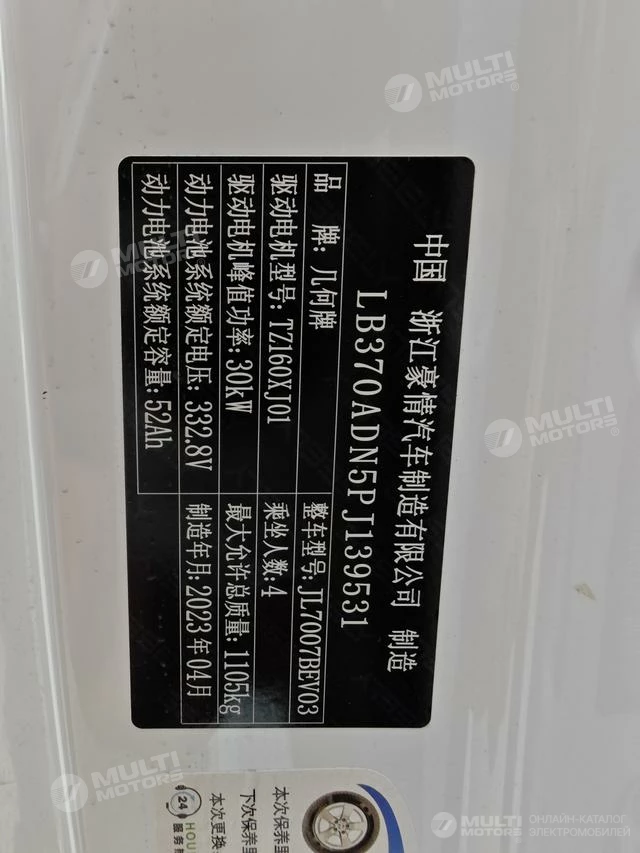 中国 浙江豪情汽车制造有限公司 制造
LB370ADN5PJ139531
品 牌: 几何牌 整车型号: JL7007BEV03
驱动电机型号: TZ160XJ01 乘坐人数: 4
驱动电机峰值功率: 30kW 最大允许总质量: 1105kg
动力电池系统额定电压: 332.8V 制造年月: 2023年04月
动力电池系统额定容量: 52Ah
本次保养里
下次保养里
本次更换
24
HOU
服务
MULTI
MOTORS
MULTI
MOTORS
MULTI
MOTORS
MULTI
MOTORS
MULTI
MOTORS
ОНЛАЙН-КАТАЛОГ
ЭЛЕКТРОМОБИЛЕЙ